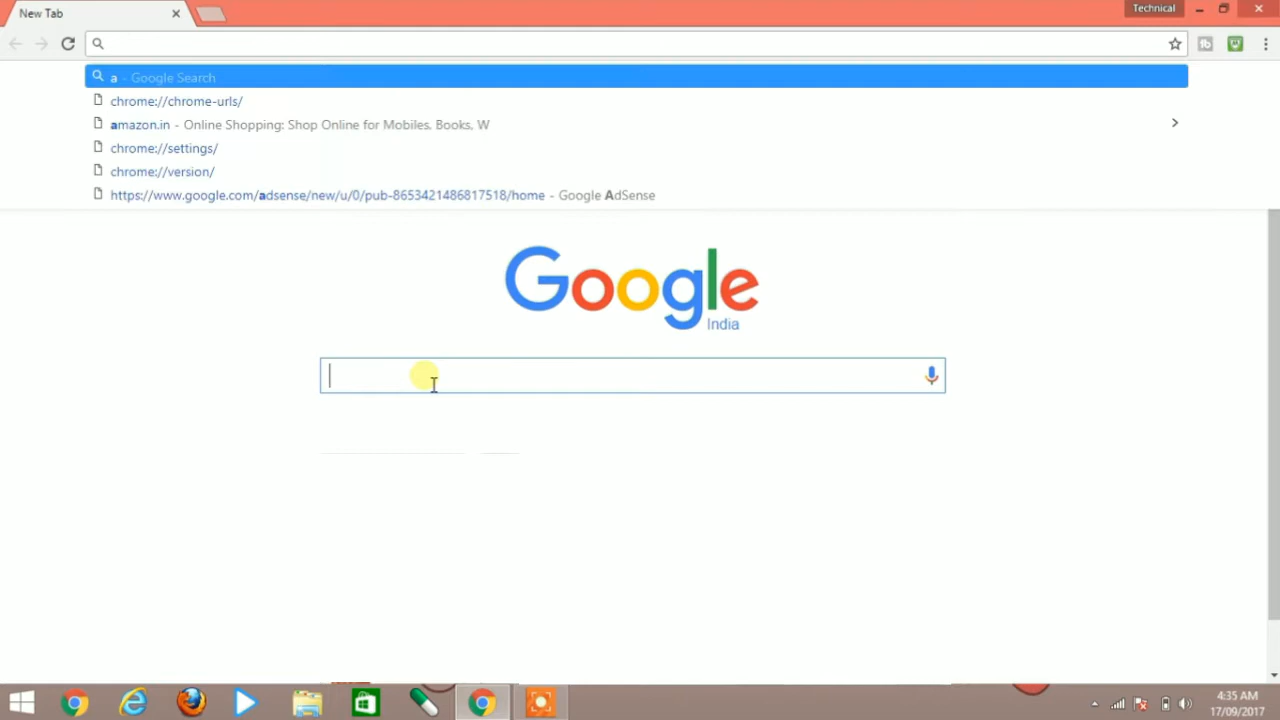 New Tab
Technical
a - Google Search
chrome://chrome-urls/
amazon.in - Online Shopping: Shop Online for Mobiles, Books, W
chrome://settings/
chrome://version/
https://www.google.com/adsense/new/u/0/pub-8653421486817518/home - Google AdSense
Google
India
4:35 AM
17/09/2017